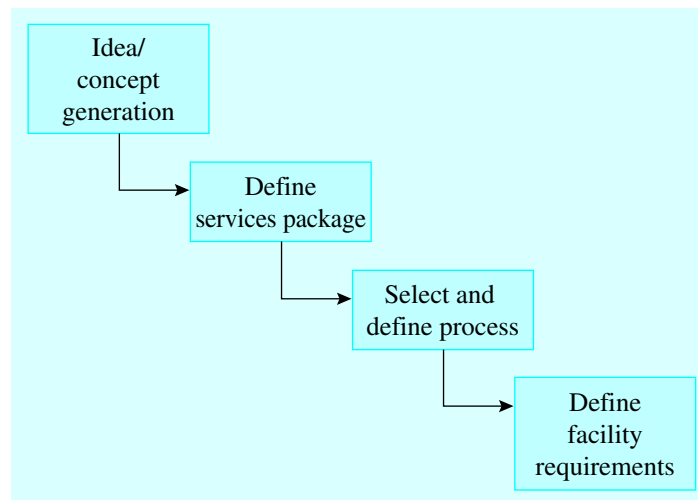 Idea/
concept
generation
Define
services package
Select and
define process
Define
facility
requirements